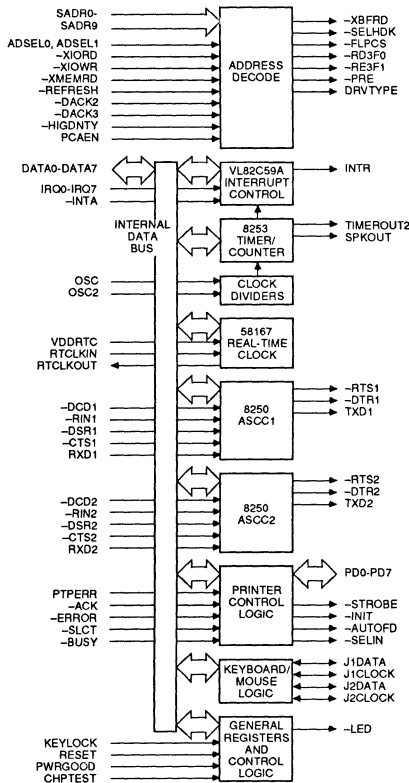 SADR0-
SADR9
ADSEL0, ADSEL1
-XIORD
-XIOWR
-XMEMRD
-REFRESH
-DACK2
-DACK3
-HIGDNTY
PCAEN
ADDRESS
DECODE
-XBFRD
-SELHDK
-FLPCS
-RD3F0
-RE3F1
-PRE
DRVTYPE
DATA0-DATA7
IRQ0-IRQ7
-INTA
INTERNAL
DATA
BUS
VL82C59A
INTERRUPT
CONTROL
INTR
8253
TIMER/
COUNTER
TIMEROUT2
SPKOUT
OSC
OSC2
CLOCK
DIVIDERS
VDDRTC
RTCLKIN
RTCLKOUT
58167
REAL-TIME
CLOCK
-DCD1
-RIN1
-DSR1
-CTS1
RXD1
8250
ASCC1
-RTS1
-DTR1
TXD1
-DCD2
-RIN2
-DSR2
-CTS2
RXD2
8250
ASCC2
-RTS2
-DTR2
TXD2
PTPERR
-ACK
-ERROR
-SLCT
-BUSY
PRINTER
CONTROL
LOGIC
PD0-PD7
-STROBE
-INIT
-AUTOFD
-SELIN
KEYBOARD/
MOUSE
LOGIC
J1DATA
J1CLOCK
J2DATA
J2CLOCK
KEYLOCK
RESET
PWRGOOD
CHPTEST
GENERAL
REGISTERS
AND
CONTROL
LOGIC
-LED